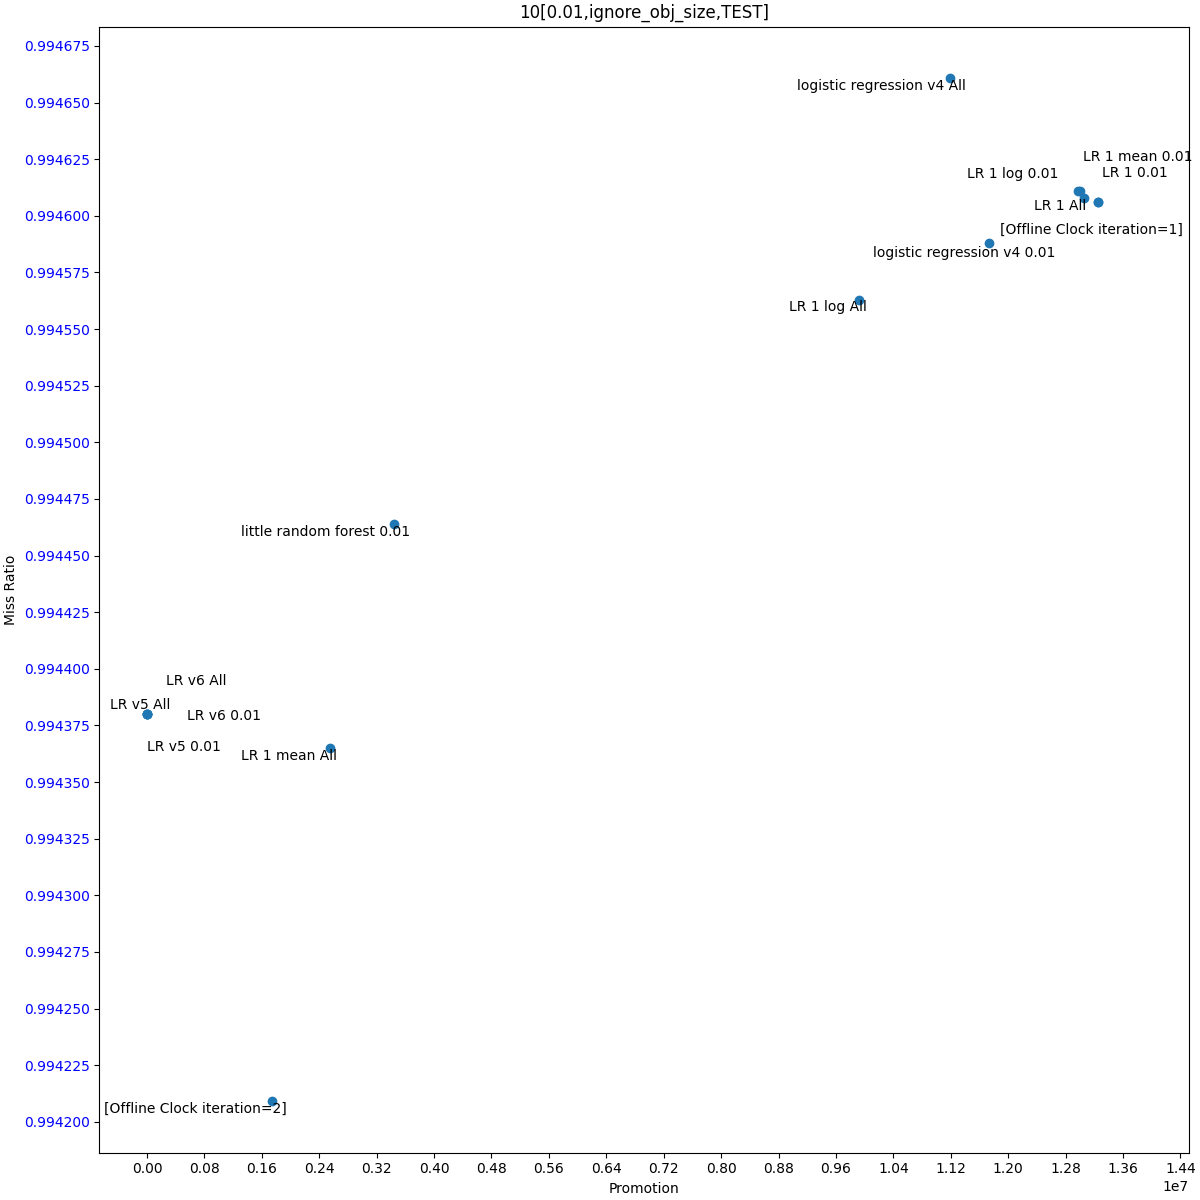 10[0.01,ignore_obj_size,TEST]
0.994675
logistic regression v4 All
0.994650
0.994625
LR 1 mean 0.01
LR 1 log 0.01
LR 1 0.01
LR 1 All
0.994600
[Offline Clock iteration=1]
logistic regression v4 0.01
0.994575
LR 1 log All
0.994550
0.994525
0.994500
0.994475
little random forest 0.01
0.994450
0.994425
0.994400
LR v6 All
LR v5 All
LR v6 0.01
0.994375
LR v5 0.01
LR 1 mean All
0.994350
0.994325
0.994300
0.994275
0.994250
0.994225
[Offline Clock iteration=2]
0.994200
Miss Ratio
0.00 0.08 0.16 0.24 0.32 0.40 0.48 0.56 0.64 0.72 0.80 0.88 0.96 1.04 1.12 1.20 1.28 1.36 1.44
1e7
Promotion